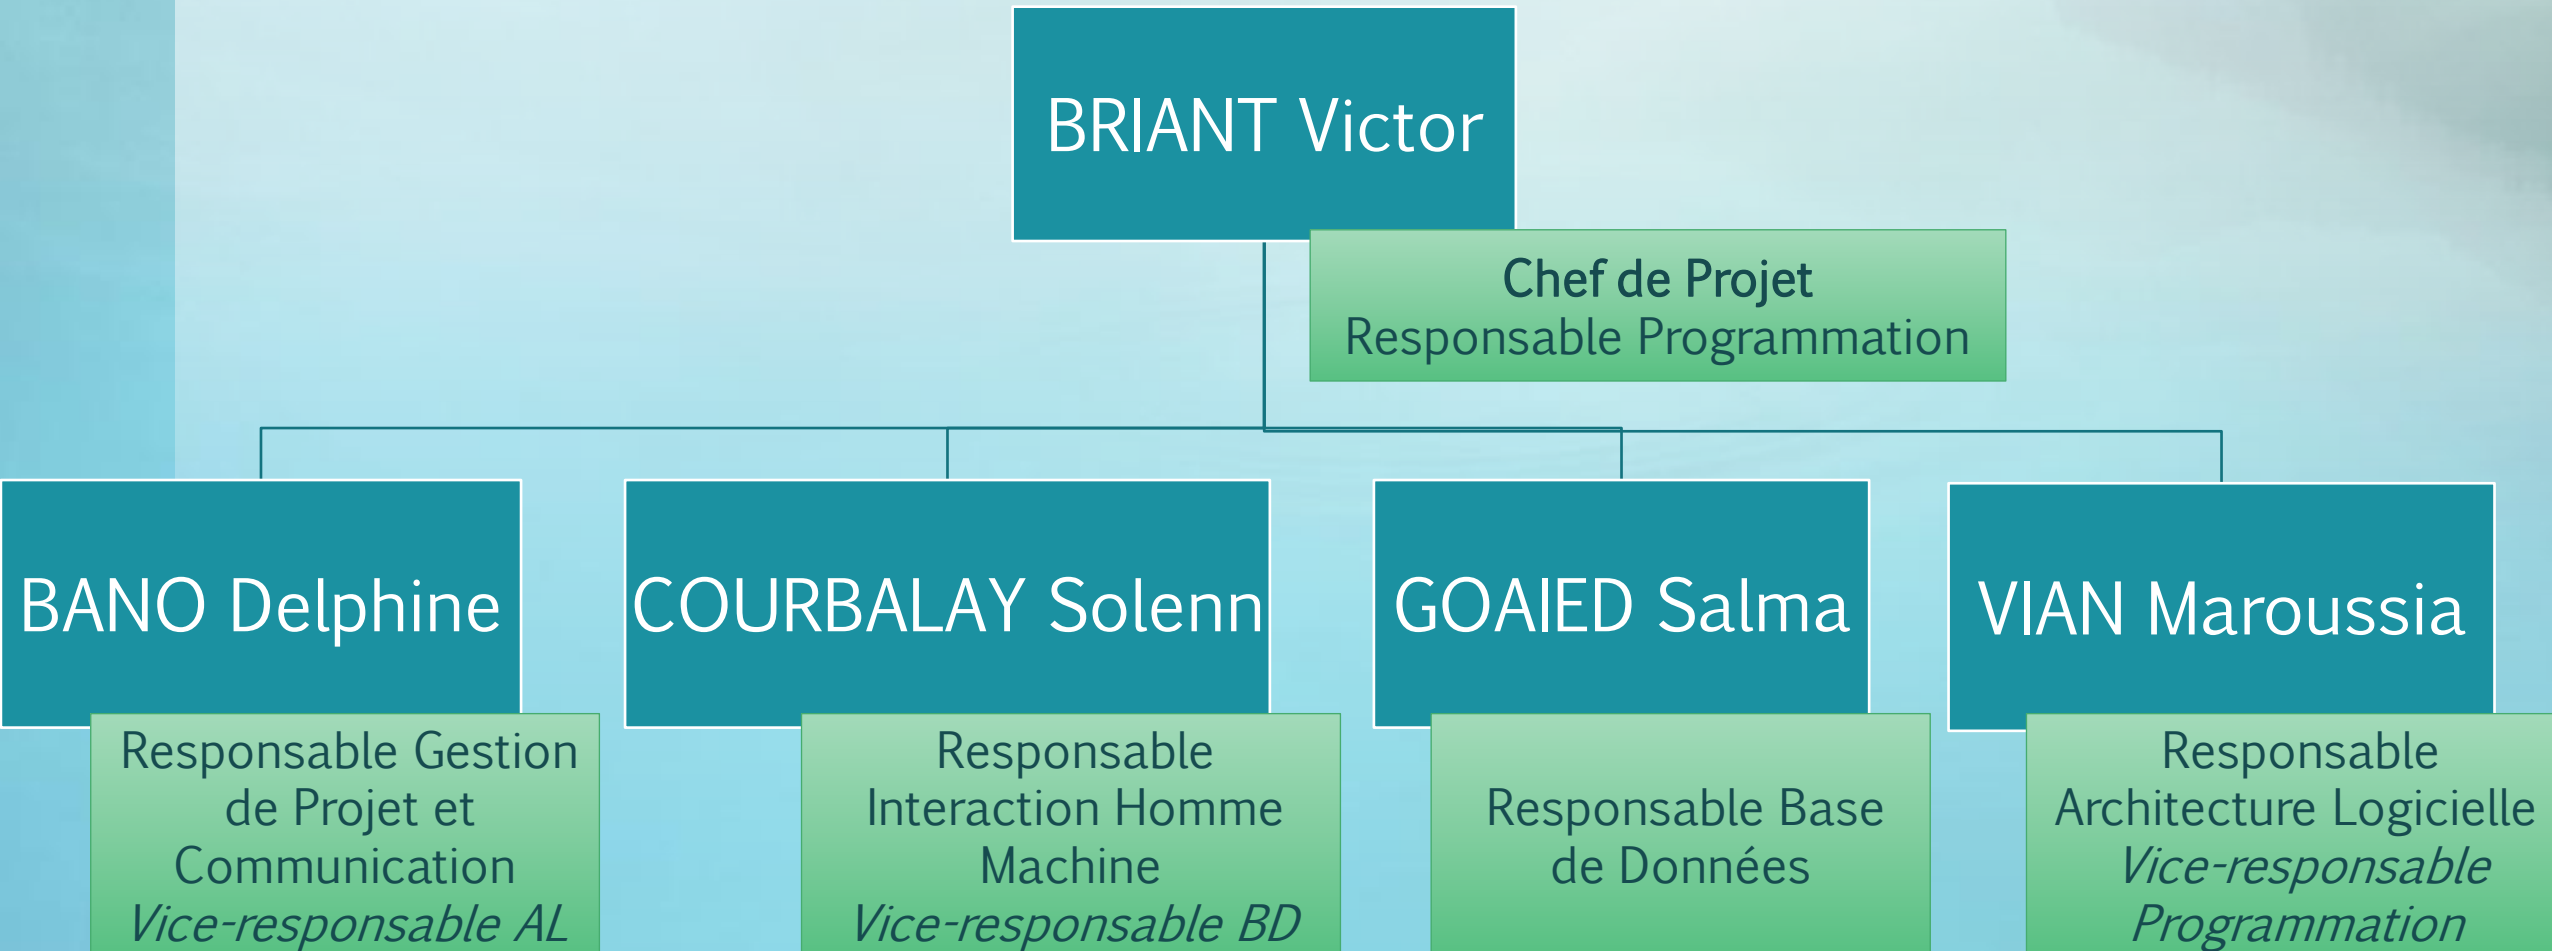 BRIANT Victor
Chef de Projet
Responsable Programmation
BANO Delphine
COURBALAY Solenn
GOAIED Salma
VIAN Maroussia
Responsable Gestion
de Projet et
Communication
Vice-responsable AL
Responsable
Interaction Homme
Machine
Vice-responsable BD
Responsable Base
de Données
Responsable
Architecture Logicielle
Vice-responsable
Programmation